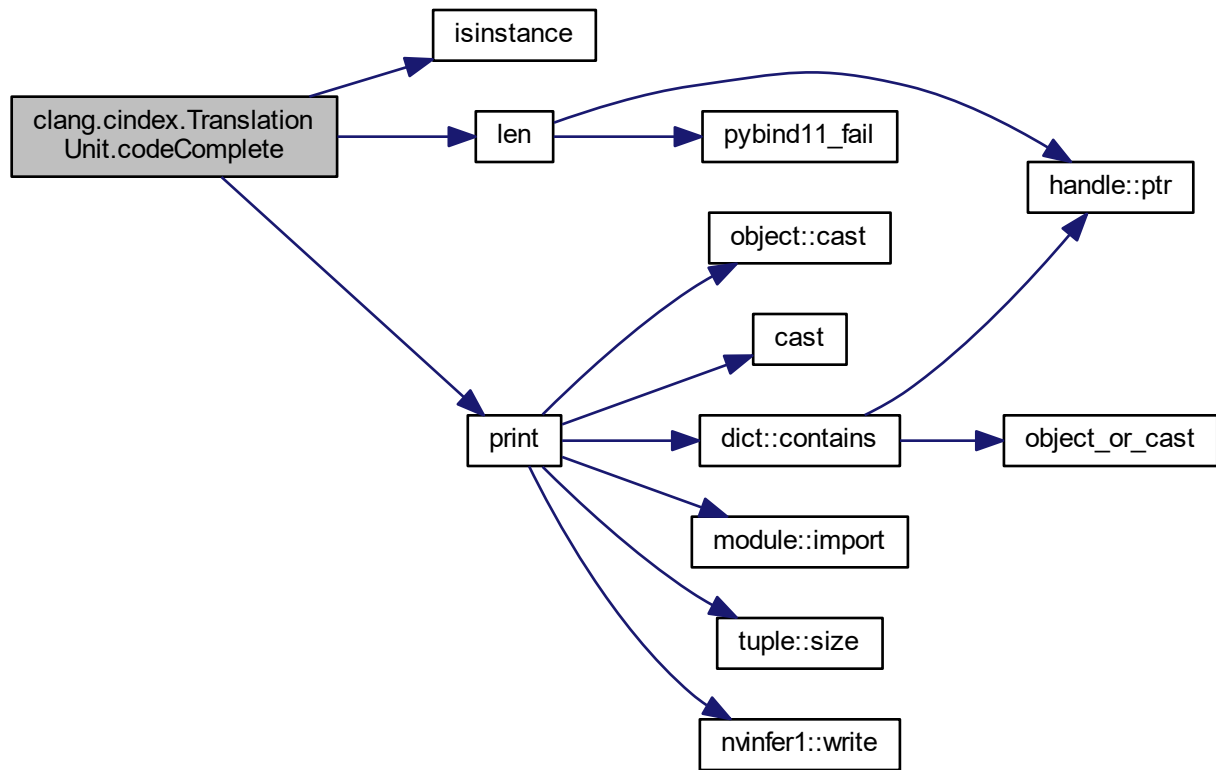 isinstance
clang.cindex.Translation
Unit.codeComplete
len
pybind11_fail
handle::ptr
object::cast
cast
print
dict::contains
object_or_cast
module::import
tuple::size
nvinfer1::write